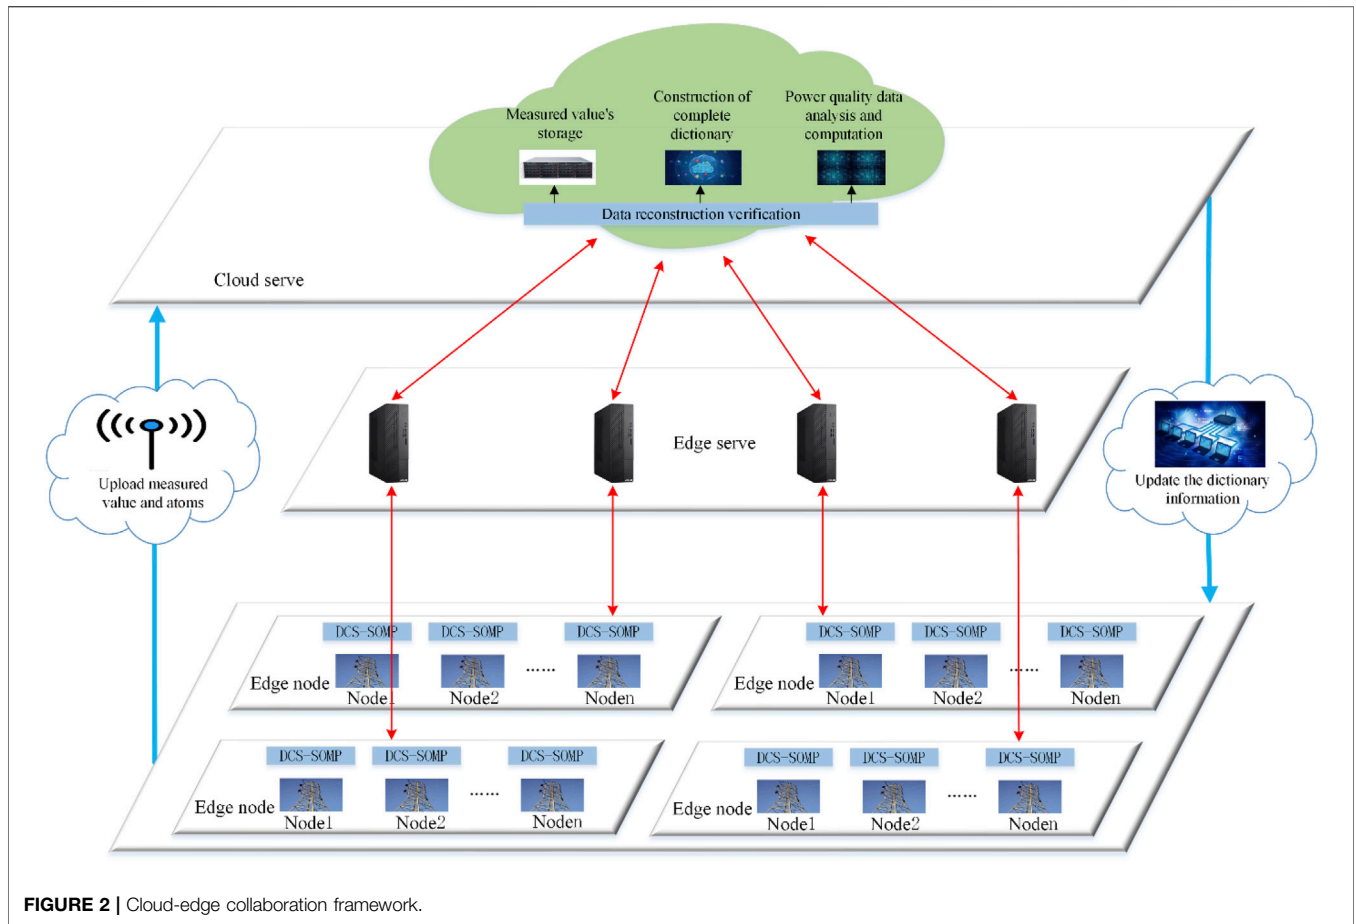 Measured value's
storage
Construction of
complete
dictionary
Power quality data
analysis and
computation
Data reconstruction verification
Cloud serve
Upload measured
value and atoms
Edge serve
Update the dictionary
information
DCS-SOMP DCS-SOMP DCS-SOMP
Edge node ......
Node1 Node2 Noden
DCS-SOMP DCS-SOMP DCS-SOMP
Edge node ......
Node1 Node2 Noden
DCS-SOMP DCS-SOMP DCS-SOMP
Edge node ......
Node1 Node2 Noden
DCS-SOMP DCS-SOMP DCS-SOMP
Edge node ......
Node1 Node2 Noden
FIGURE 2 | Cloud-edge collaboration framework.